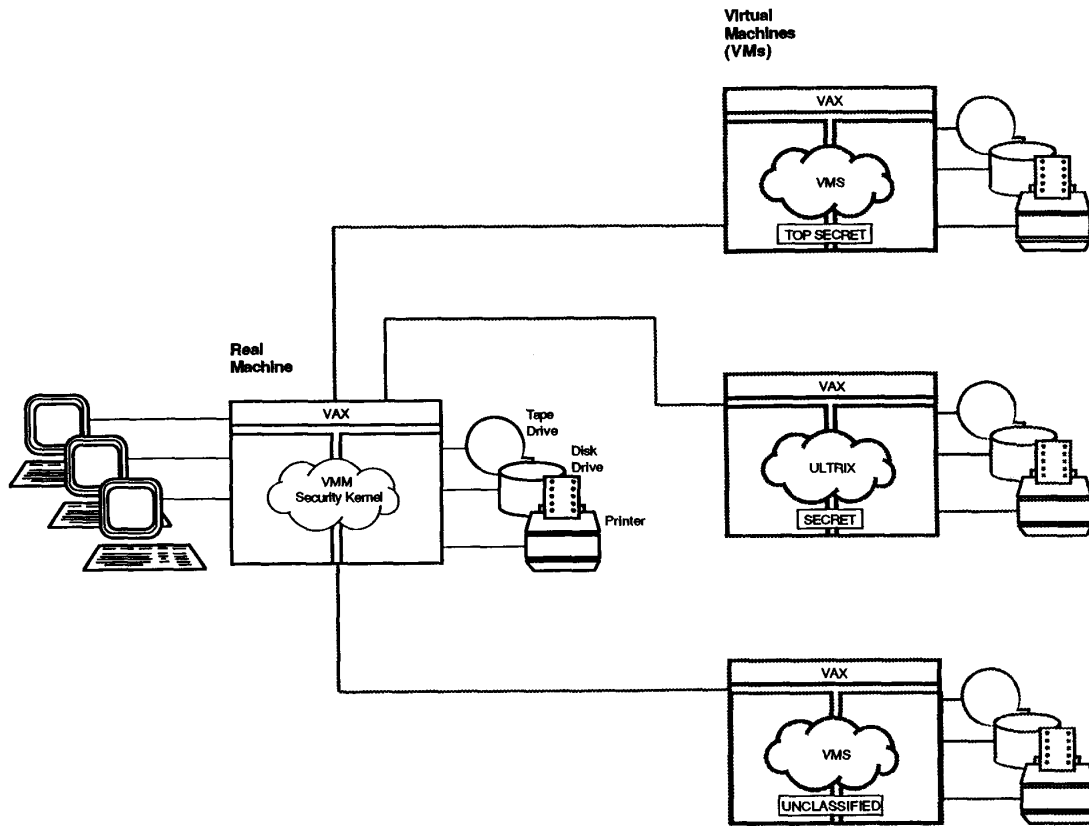 Virtual
Machines
(VMs)
VAX
VMS
TOP SECRET
Real
Machine
VAX
VMM
Security Kernel
Tape
Drive
Disk
Drive
Printer
VAX
ULTRIX
SECRET
VAX
VMS
UNCLASSIFIED